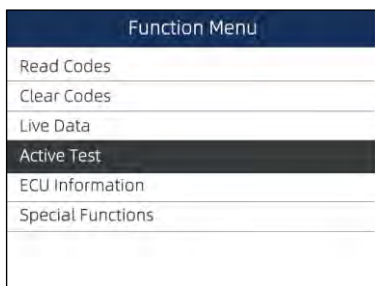 Function Menu
Read Codes
Clear Codes
Live Data
Active Test
ECU Information
Special Functions